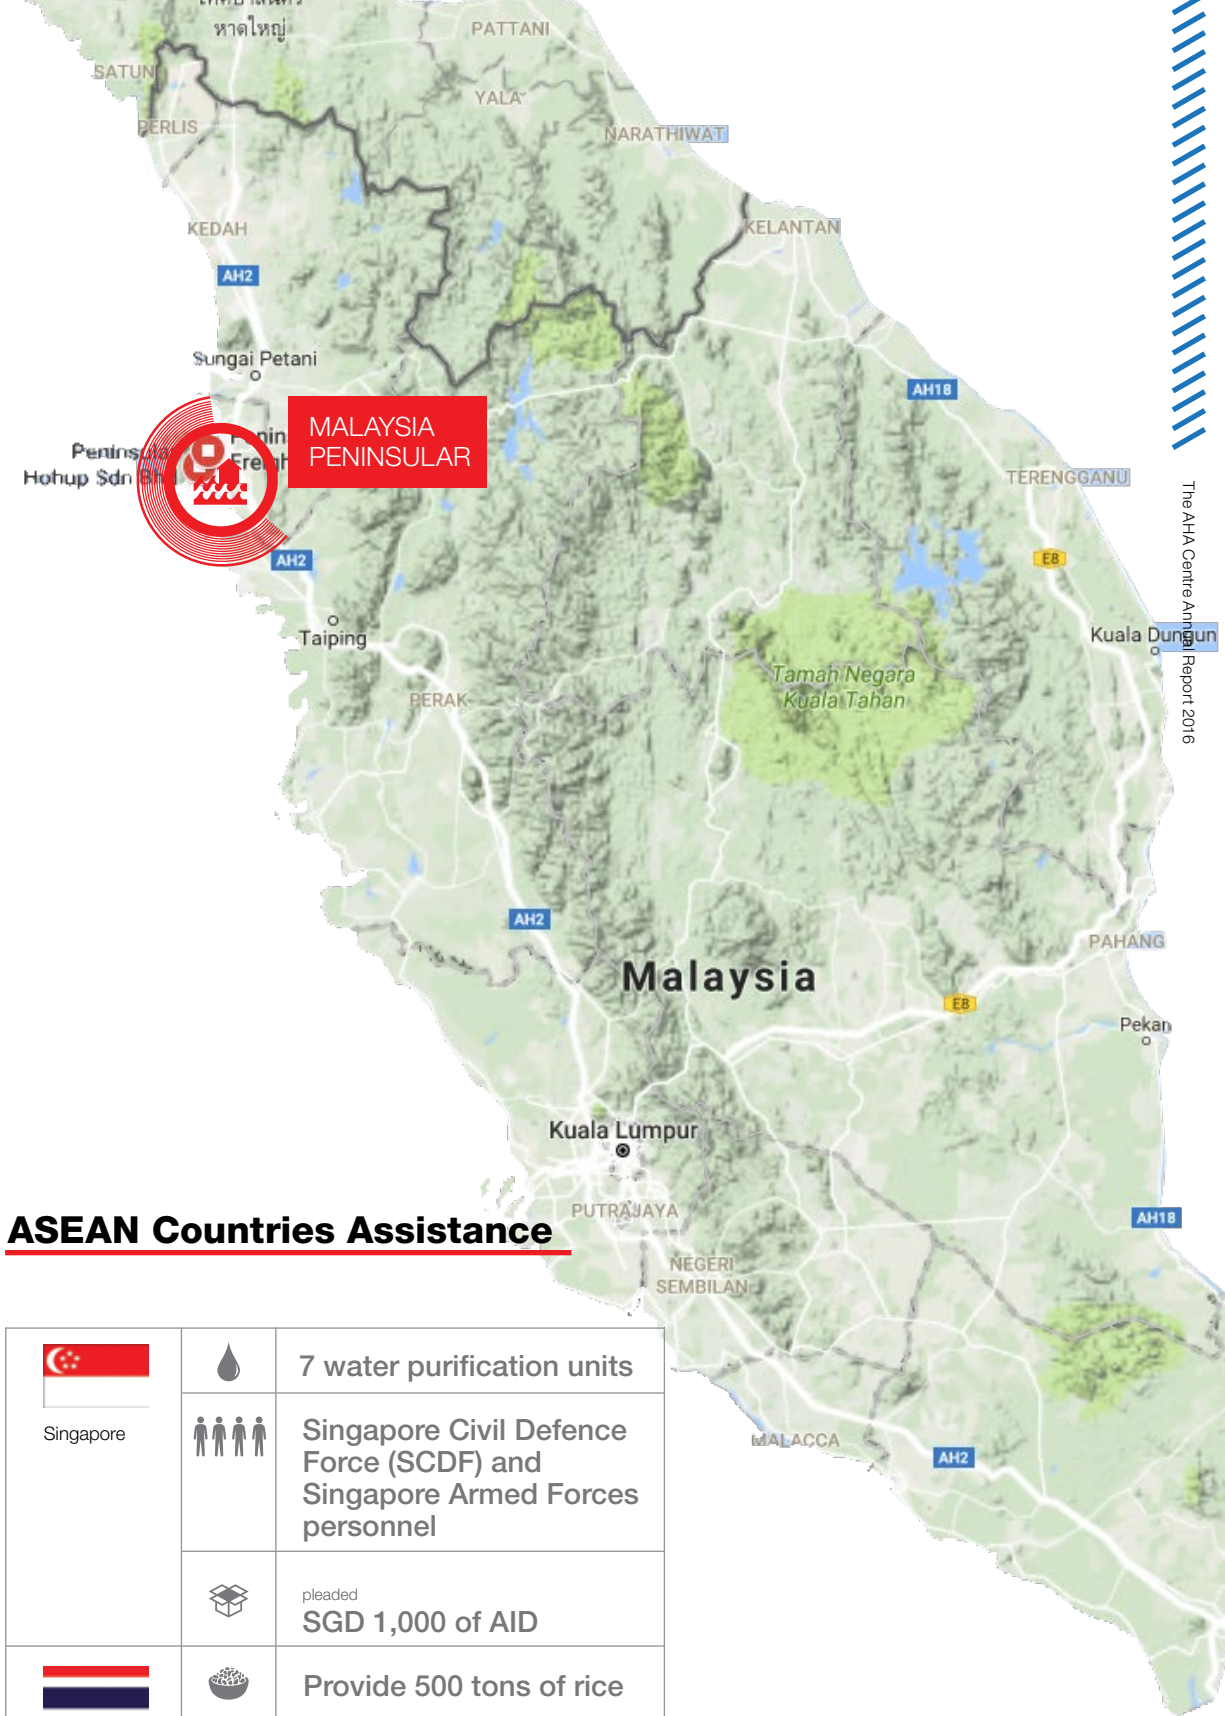 หาดใหญ่
PATTANI
SATUN
YALA
PERLIS
NARATHIWAT
KEDAH
KELANTAN
AH2
Sungai Petani
AH18
MALAYSIA
PENINSULAR
Peninsula
Hohup Sdn Bhd
TERENGGANU
The AHA Centre Annual Report 2016
E8
AH2
Taiping
Kuala Dungun
Tamah Negara
Kuala Tahan
PERAK
AH2
PAHANG
Malaysia
E8
Pekan
Kuala Lumpur
PUTRAJAYA
AH18
ASEAN Countries Assistance
NEGERI
SEMBILAN
7 water purification units
Singapore
Singapore Civil Defence
Force (SCDF) and
Singapore Armed Forces
personnel
MALACCA
AH2
pleaded
SGD 1,000 of AID
Provide 500 tons of rice